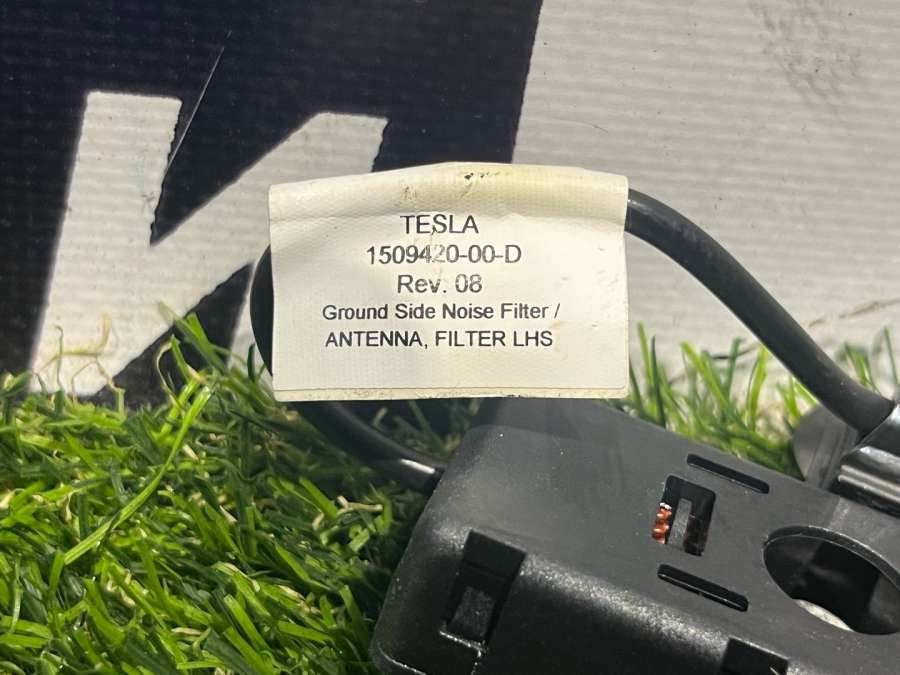 TESLA
1509420-00-D
Rev. 08
Ground Side Noise Filter /
ANTENNA, FILTER LHS